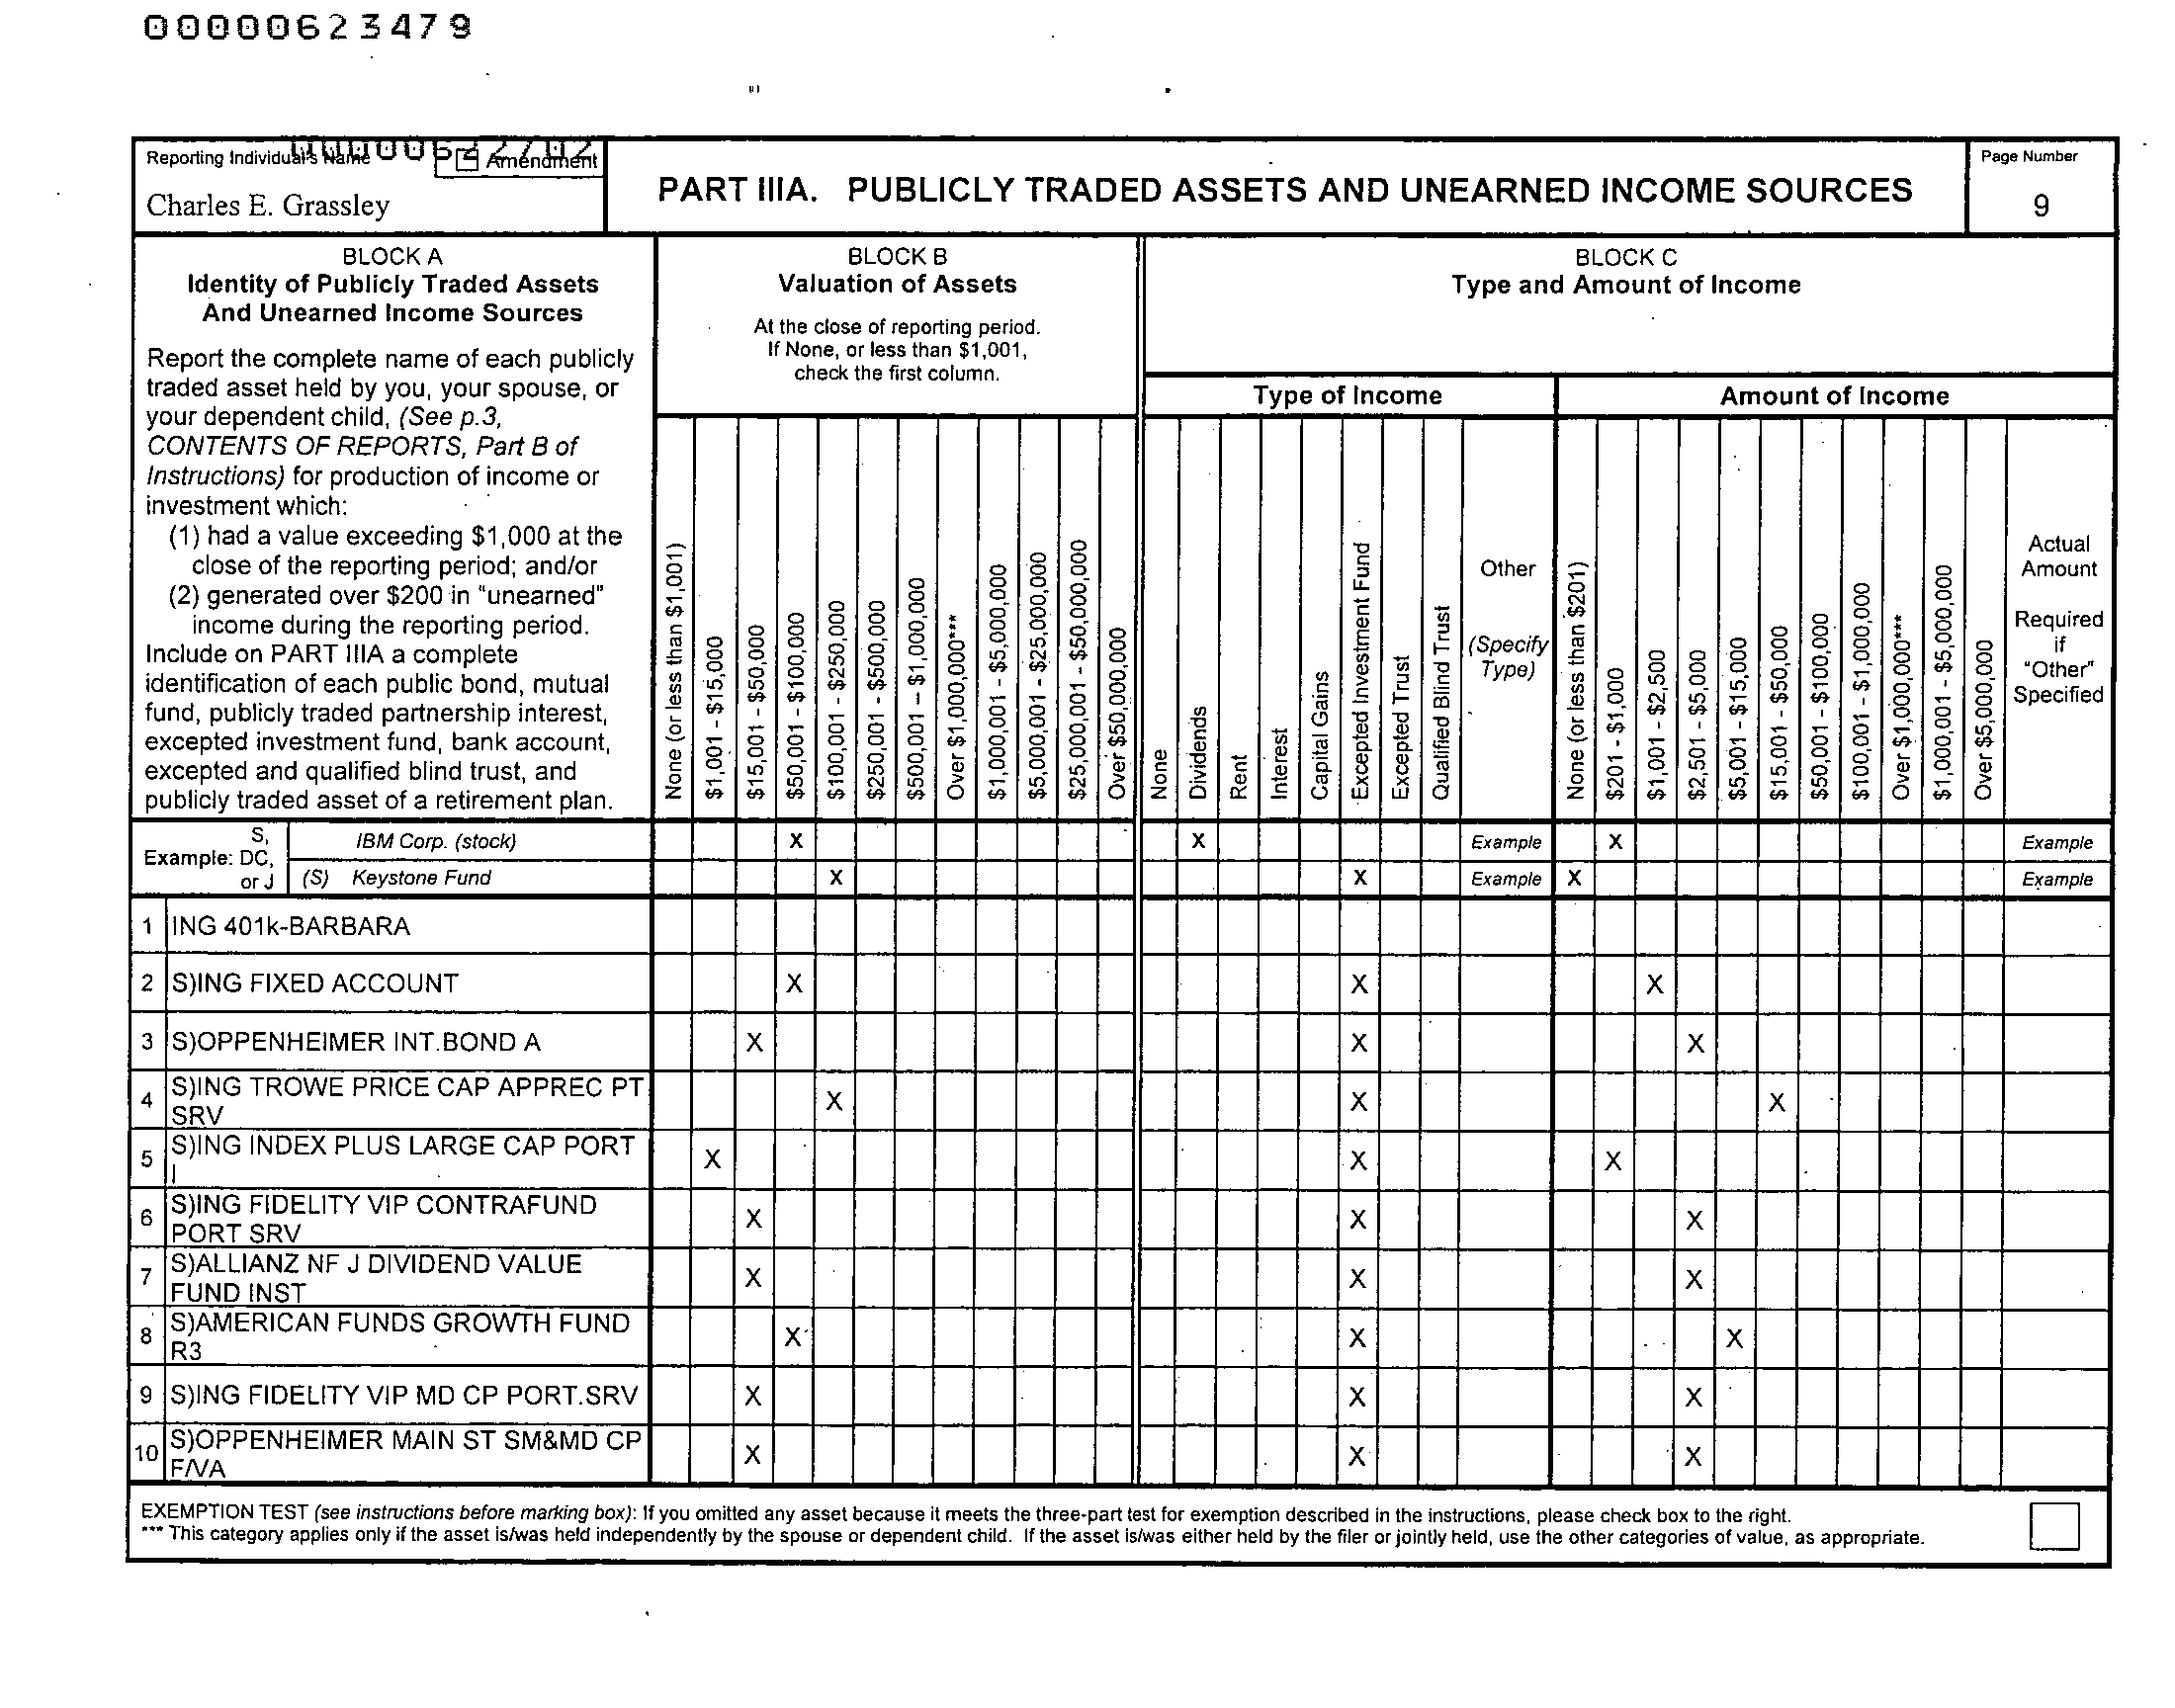 00000623479
Reporting Individual's Name
Amendment
Charles E. Grassley
PART IIIA. PUBLICLY TRADED ASSETS AND UNEARNED INCOME SOURCES
Page Number
9
BLOCK A
Identity of Publicly Traded Assets
And Unearned Income Sources
Report the complete name of each publicly
traded asset held by you, your spouse, or
your dependent child, (See p.3,
CONTENTS OF REPORTS, Part B of
Instructions) for production of income or
investment which:
(1) had a value exceeding $1,000 at the
close of the reporting period; and/or
(2) generated over $200 in "unearned"
income during the reporting period.
Include on PART IIIA a complete
identification of each public bond, mutual
fund, publicly traded partnership interest,
excepted investment fund, bank account,
excepted and qualified blind trust, and
publicly traded asset of a retirement plan.
BLOCK B
Valuation of Assets
At the close of reporting period.
If None, or less than $1,001,
check the first column.
None (or less than $1,001)
$1,001 - $15,000
$15,001 - $50,000
$50,001 - $100,000
$100,001 - $250,000
$250,001 - $500,000
$500,001 – $1,000,000
Over $1,000,000***
$1,000,001 - $5,000,000
$5,000,001 - $25,000,000
$25,000,001 - $50,000,000
Over $50,000,000
BLOCK C
Type and Amount of Income
Type of Income
Amount of Income
None
Dividends
Rent
Interest
Capital Gains
Excepted Investment Fund
Excepted Trust
Qualified Blind Trust
Other
(Specify
Type)
None (or less than $201)
$201 - $1,000
$1,001 - $2,500
$2,501 - $5,000
$5,001 - $15,000
$15,001 - $50,000
$50,001 - $100,000
$100,001 - $1,000,000
Over $1,000,000***
$1,000,001 - $5,000,000
Over $5,000,000
Actual
Amount
Required
if
"Other"
Specified
Example: S, DC, or J
IBM Corp. (stock) X X Example X Example
(S) Keystone Fund X X Example X Example
1 ING 401k-BARBARA
2 S)ING FIXED ACCOUNT X X X
3 S)OPPENHEIMER INT.BOND A X X X
4 S)ING TROWE PRICE CAP APPREC PT
SRV X X X
5 S)ING INDEX PLUS LARGE CAP PORT
I X X X
6 S)ING FIDELITY VIP CONTRAFUND
PORT SRV X X X
7 S)ALLIANZ NF J DIVIDEND VALUE
FUND INST X X X
8 S)AMERICAN FUNDS GROWTH FUND
R3 X X X
9 S)ING FIDELITY VIP MD CP PORT.SRV X X X
10 S)OPPENHEIMER MAIN ST SM&MD CP
F/VA X X X
EXEMPTION TEST (see instructions before marking box): If you omitted any asset because it meets the three-part test for exemption described in the instructions, please check box to the right.
*** This category applies only if the asset is/was held independently by the spouse or dependent child. If the asset is/was either held by the filer or jointly held, use the other categories of value, as appropriate.